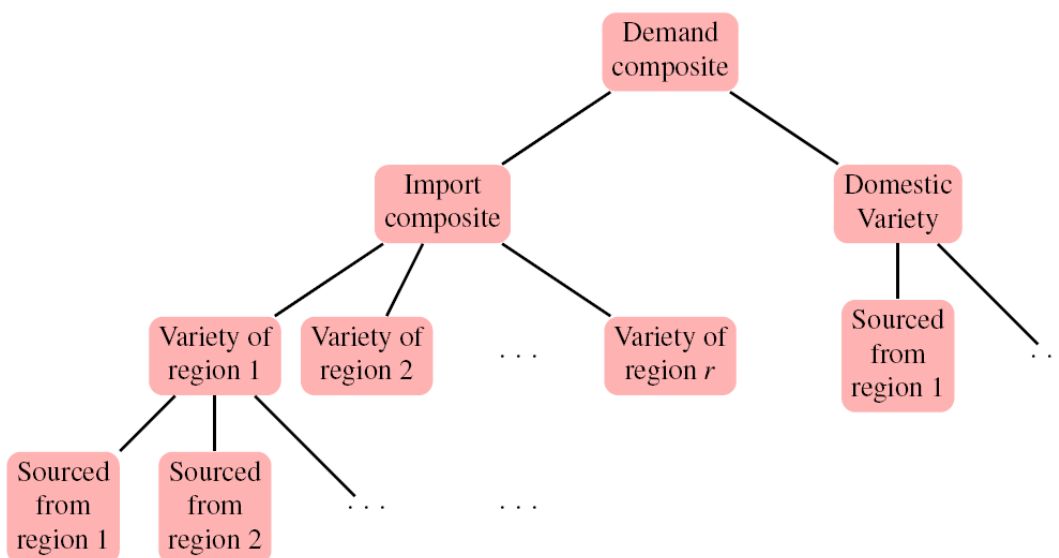 Demand
composite
Import
composite
Domestic
Variety
Variety of
region 1
Variety of
region 2
. . .
Variety of
region r
Sourced
from
region 1
. .
Sourced
from
region 1
Sourced
from
region 2
. . .
. . .